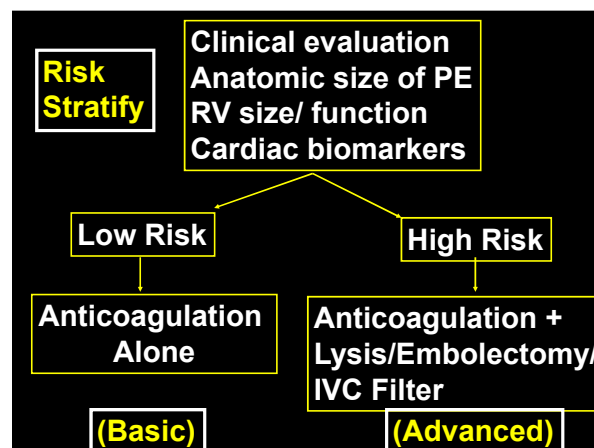 Risk
Stratify
Clinical evaluation
Anatomic size of PE
RV size/ function
Cardiac biomarkers
Low Risk
High Risk
Anticoagulation
Alone
Anticoagulation +
Lysis/Embolectomy/
IVC Filter
(Basic)
(Advanced)